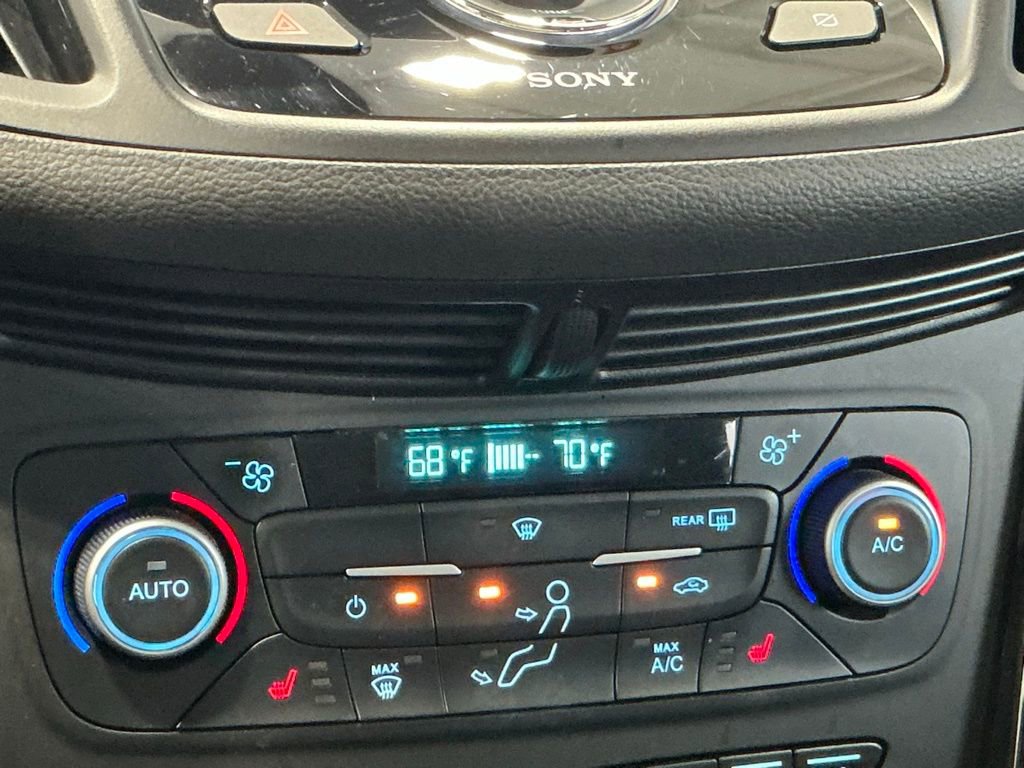 SONY
68°F 70°F
REAR
A/C
AUTO
MAX
MAX
A/C